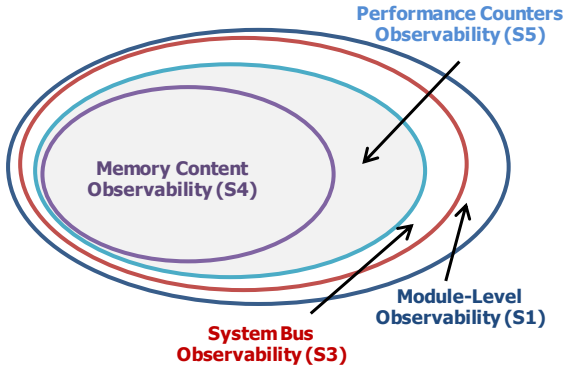 Performance Counters
Observability (S5)
Memory Content
Observability (S4)
Module-Level
Observability (S1)
System Bus
Observability (S3)